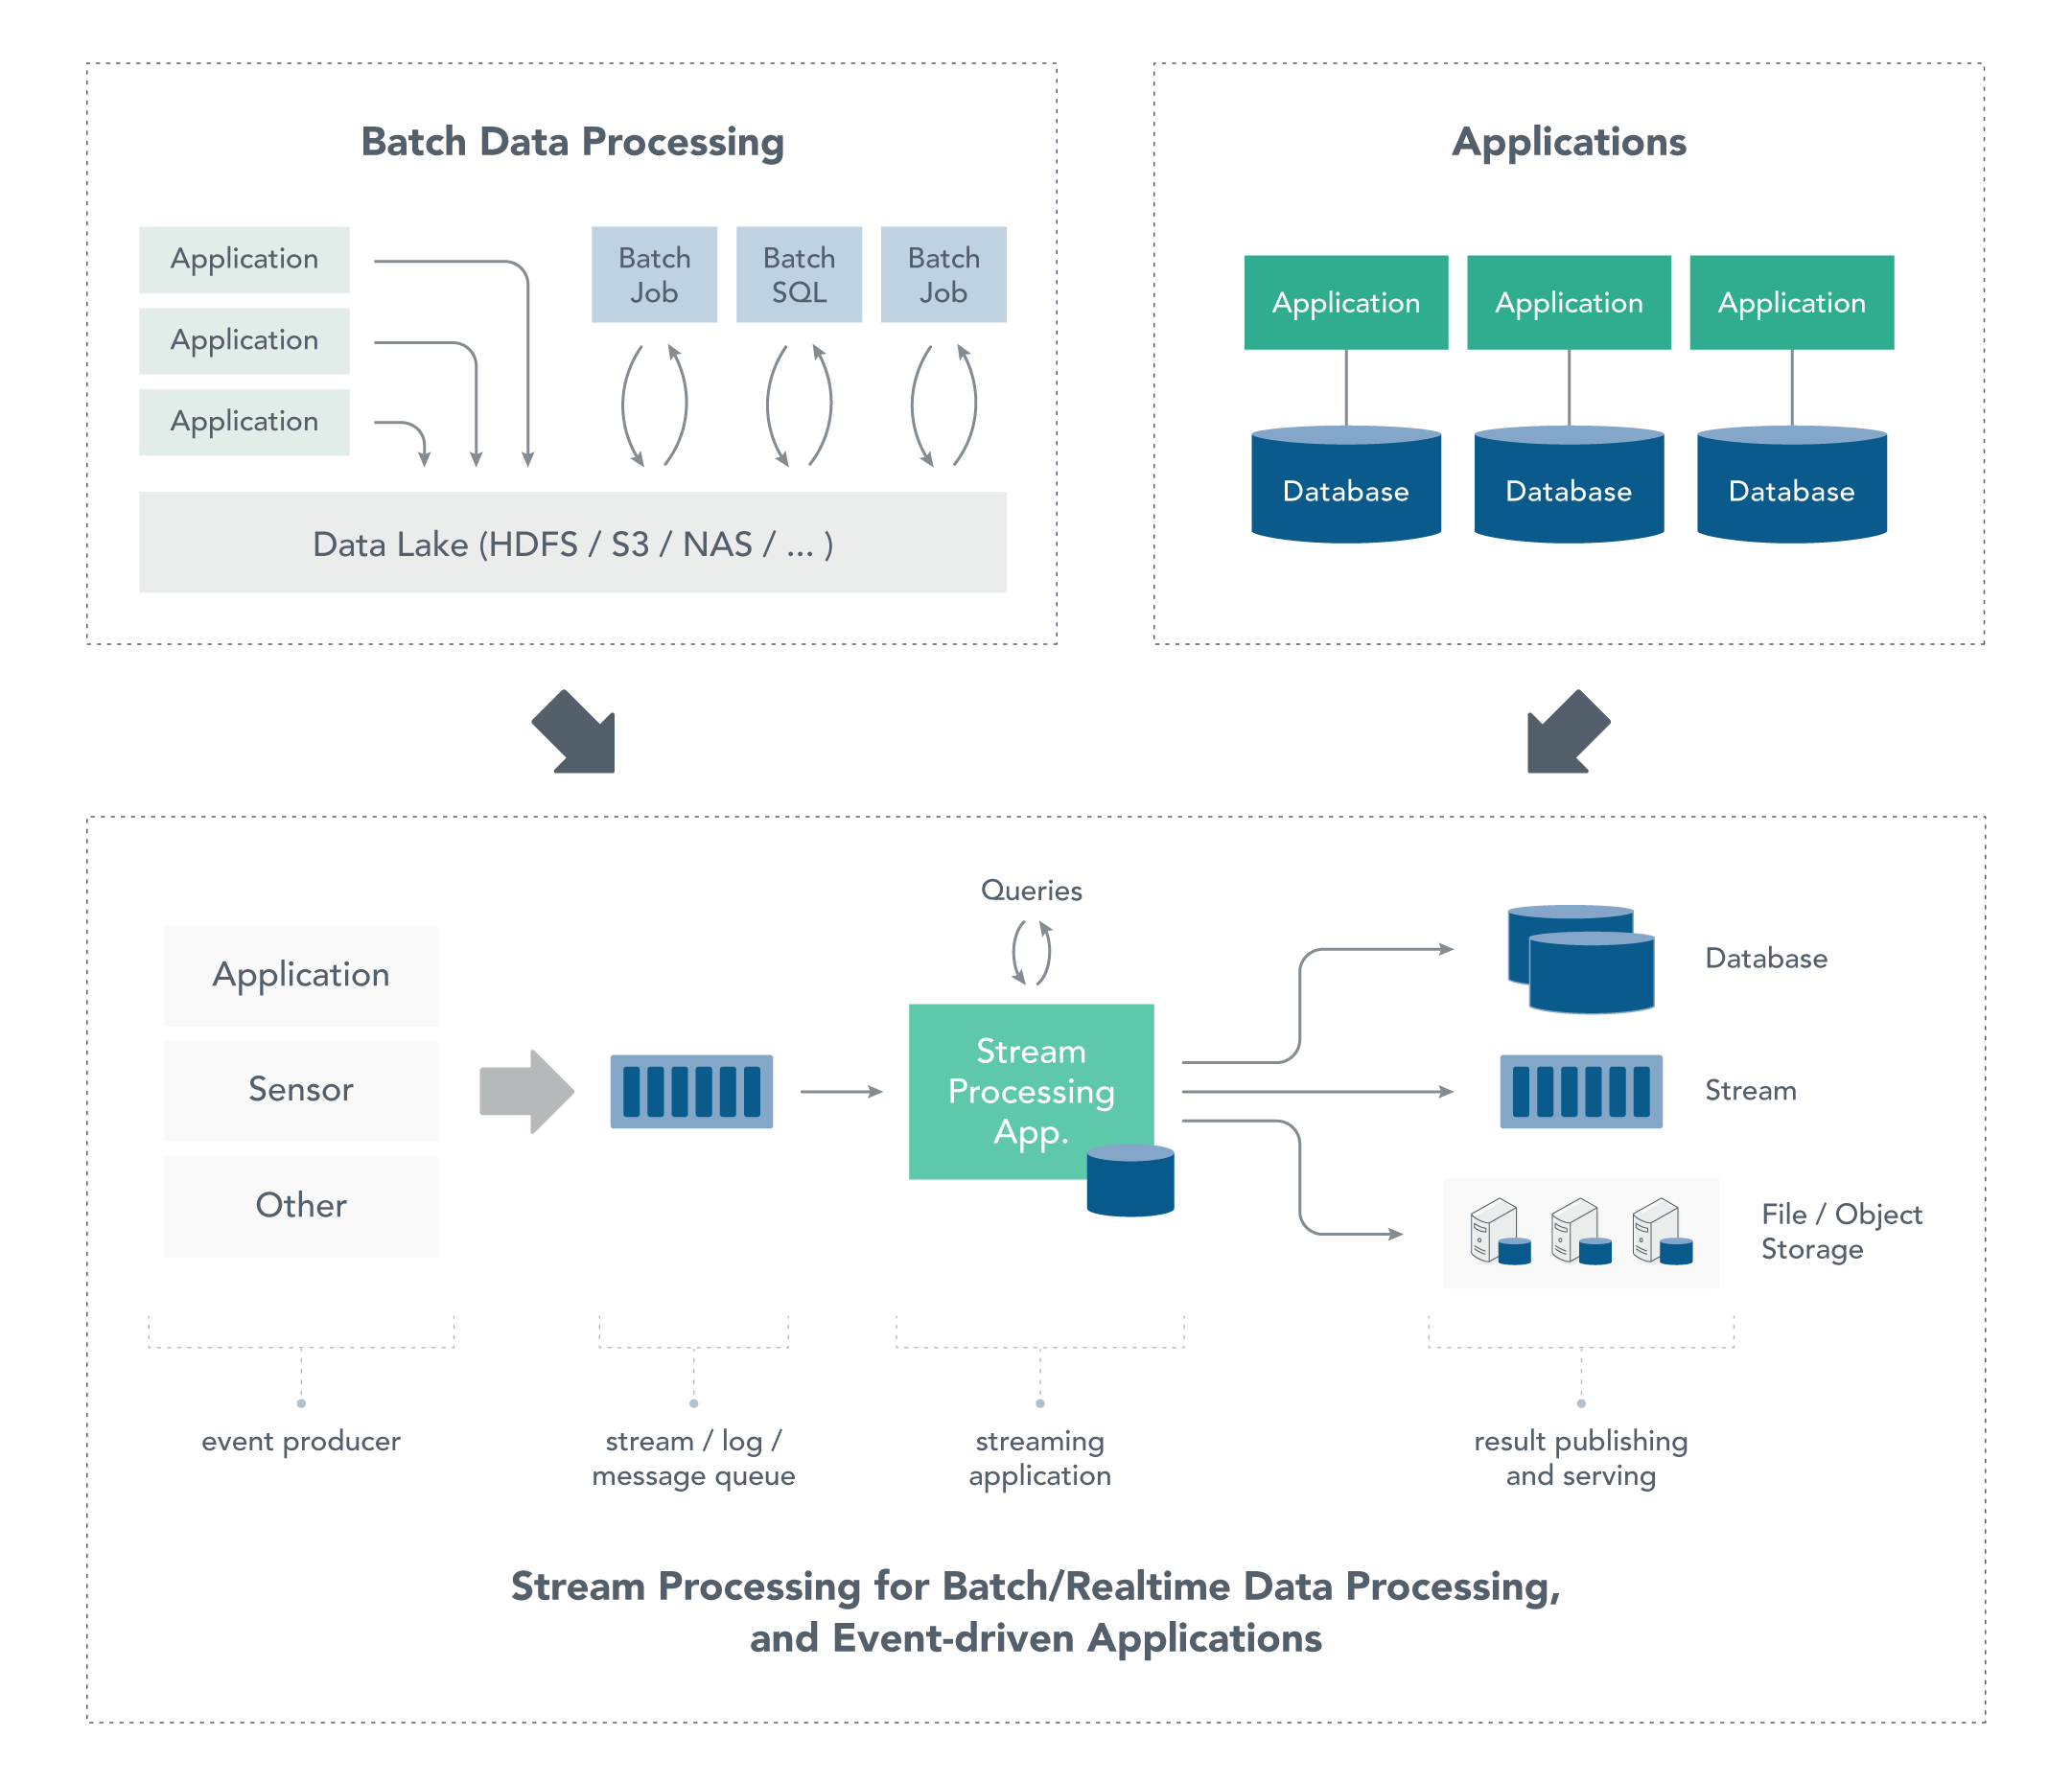 Batch Data Processing
Application
Application
Application
Batch
Job
Batch
SQL
Batch
Job
Data Lake (HDFS / S3 / NAS / ... )
Applications
Application
Application
Application
Database
Database
Database
Application
Sensor
Other
Queries
Stream
Processing
App.
Database
Stream
File / Object
Storage
event producer
stream / log /
message queue
streaming
application
result publishing
and serving
Stream Processing for Batch/Realtime Data Processing,
and Event-driven Applications